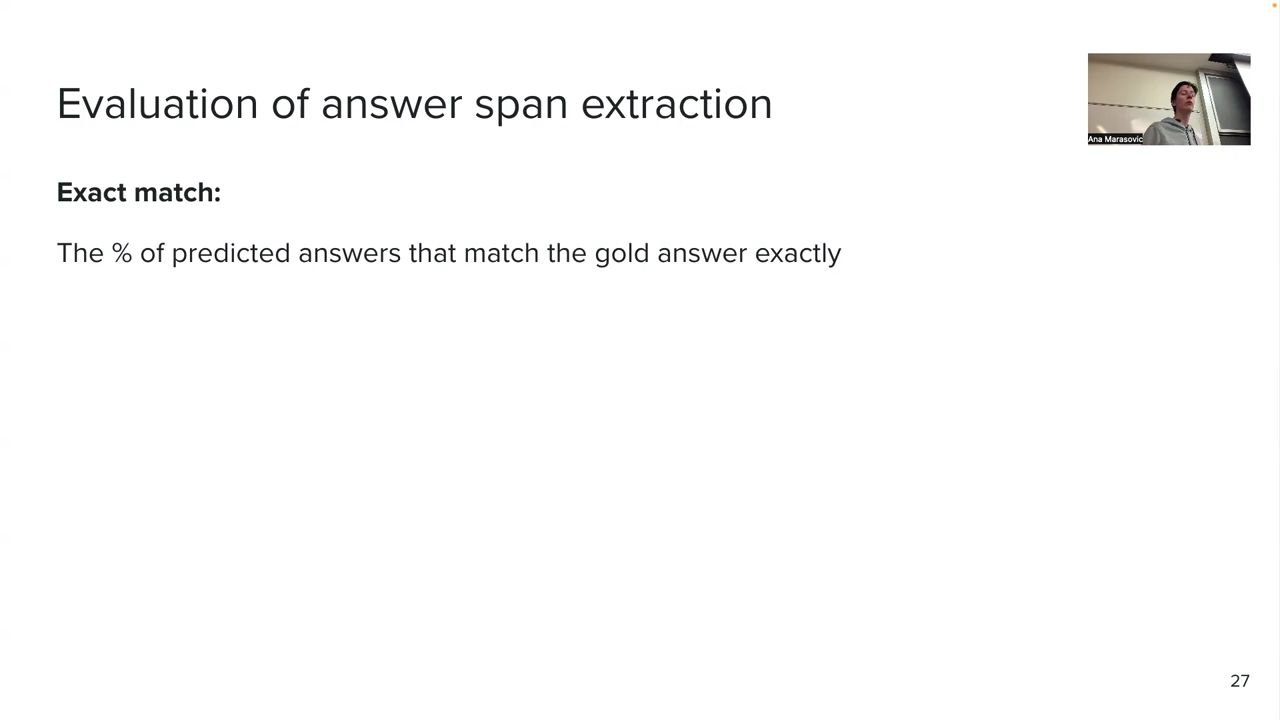 Evaluation of answer span extraction
Ana Marasovic
Exact match:
The % of predicted answers that match the gold answer exactly
27